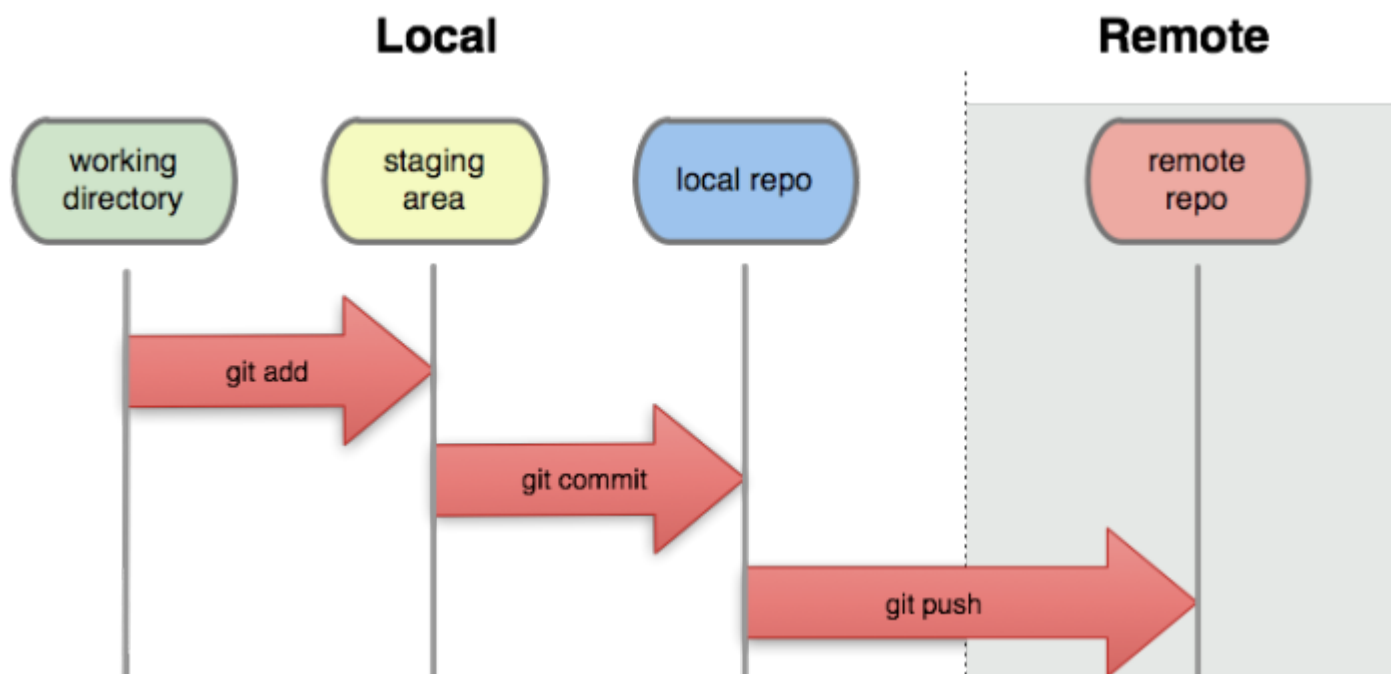 Local
Remote
working
directory
staging
area
local repo
remote
repo
git add
git commit
git push